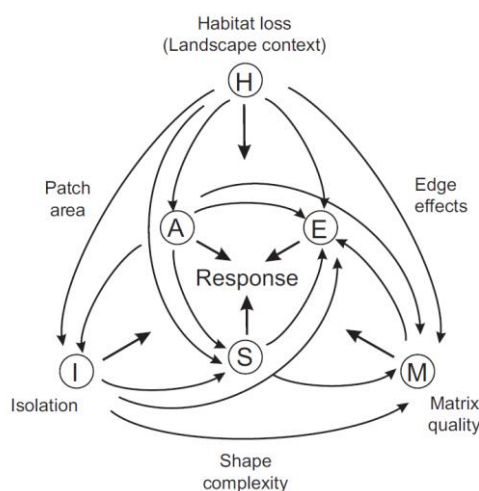 Habitat loss
(Landscape context)
H
Patch
area
Edge
effects
A
E
Response
S
I
M
Isolation
Matrix
quality
Shape
complexity